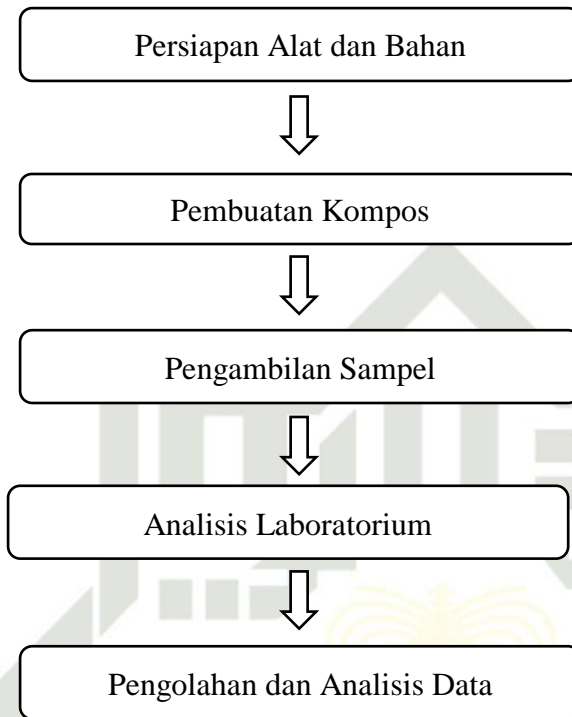 Persiapan Alat dan Bahan
Pembuatan Kompos
Pengambilan Sampel
Analisis Laboratorium
Pengolahan dan Analisis Data